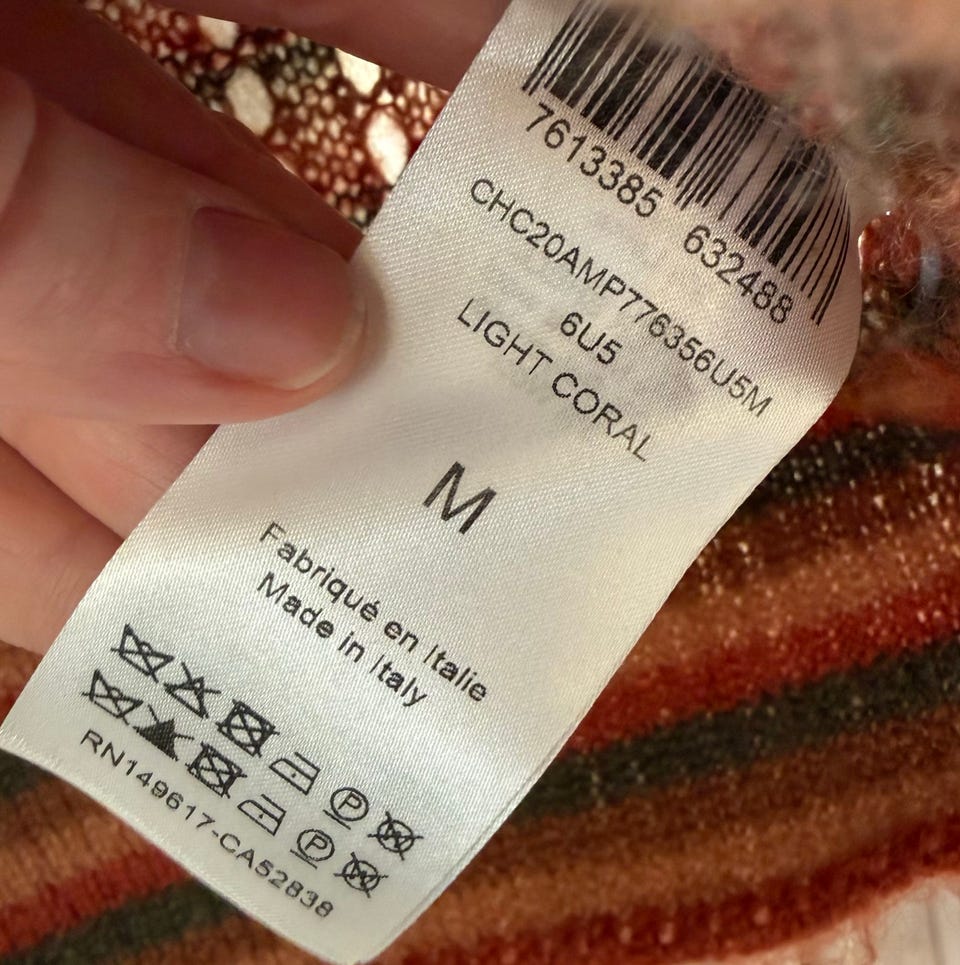 7613385 632488
CHC20AMP776356U5M
6U5
LIGHT CORAL
M
Fabriqué en Italie
Made in Italy
P W
P W
RN149617-CA52838